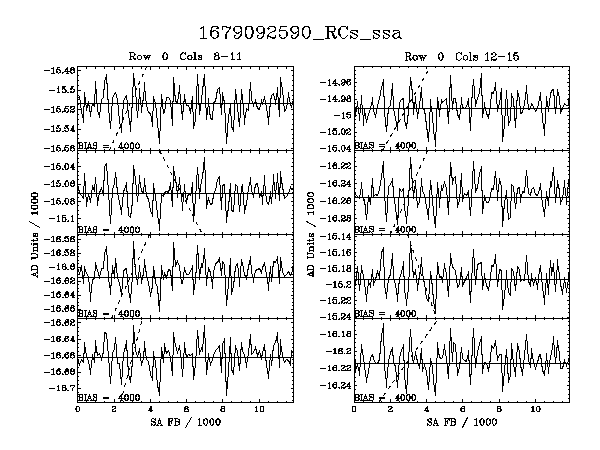 1679092590_RCs_ssa
Row 0 Cols 8-11
Row 0 Cols 12-15
-15.48
-15.5
-15.52
-15.54
-15.56
BIAS = 4000
-15.04
-15.06
-15.08
-15.1
BIAS = 4000
-16.58
-16.6
-16.62
-16.64
BIAS = 4000
-16.66
-16.62
-16.64
-16.66
-16.68
-16.7
BIAS = 4000
0 2 4 6 8 10
SA FB / 1000
AD Units / 1000
-14.96
-14.98
-15
-15.02
-15.04
BIAS = 4000
-16.22
-16.24
-16.26
-16.28
BIAS = 4000
-16.14
-16.16
-16.18
-16.2
-16.22
-16.24
BIAS = 4000
-16.18
-16.2
-16.22
-16.24
BIAS = 4000
0 2 4 6 8 10
SA FB / 1000
AD Units / 1000